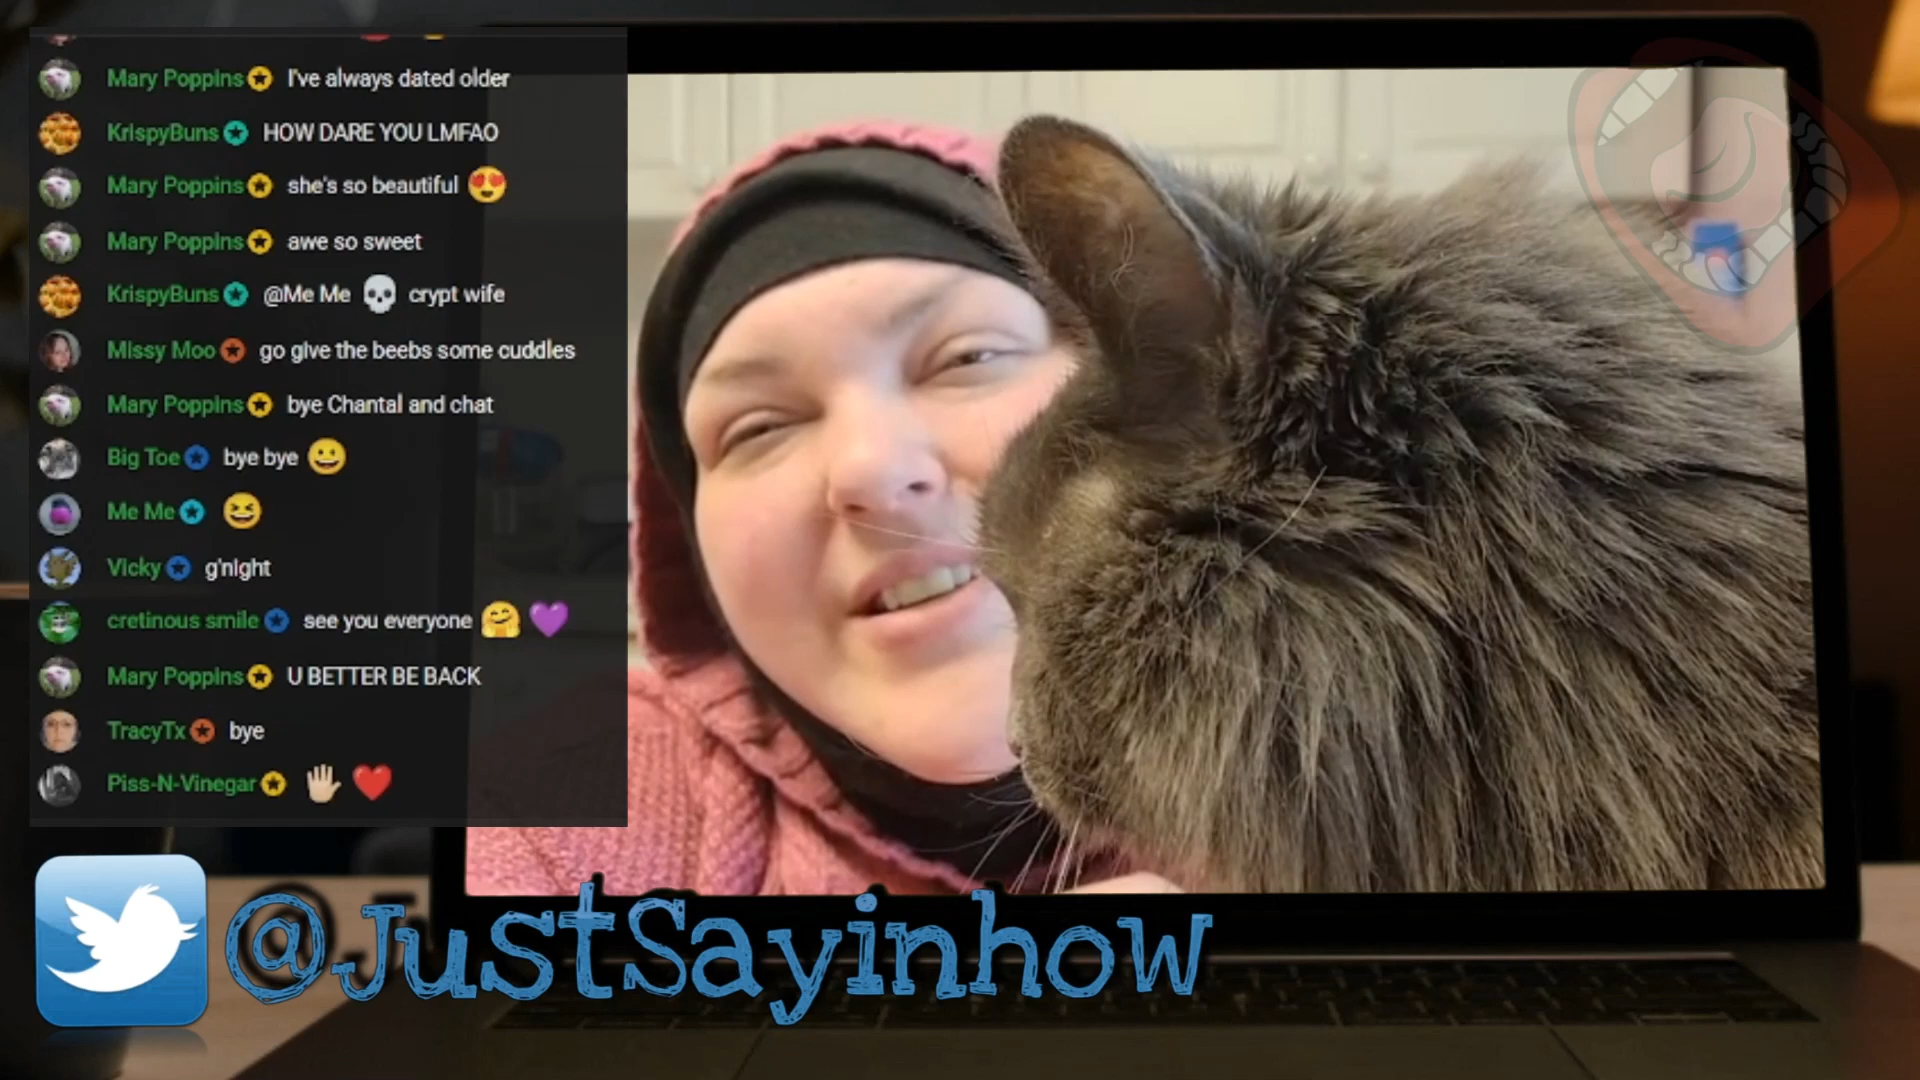 Mary Poppins I've always dated older
KrispyBuns HOW DARE YOU LMFAO
Mary Poppins she's so beautiful 😍
Mary Poppins awe so sweet
KrispyBuns @Me Me 💀 crypt wife
Missy Moo go give the beebs some cuddles
Mary Poppins bye Chantal and chat
Big Toe bye bye 😀
Me Me 😆
Vicky g'night
cretinous smile see you everyone 🤗 💜
Mary Poppins U BETTER BE BACK
TracyTx bye
Piss-N-Vinegar 🖐🏼 ❤️
@JustSayinhow